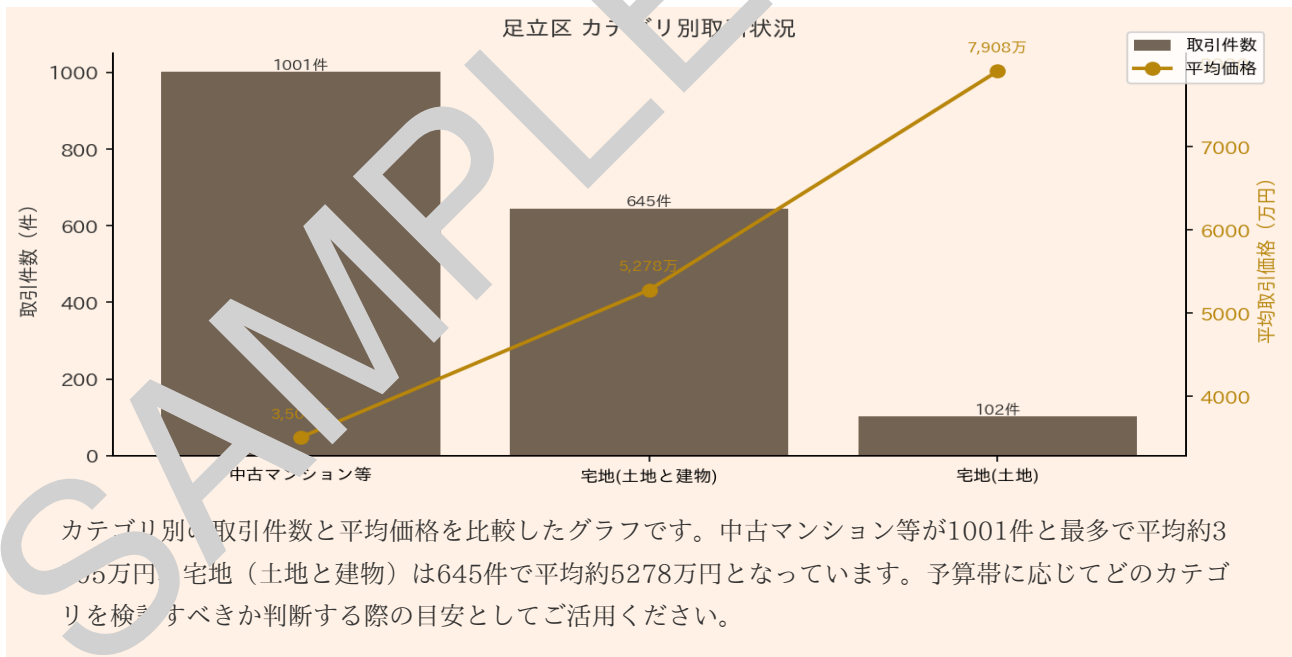 足立区 カテゴリ別取引状況
取引件数
平均価格
取引件数（件）
1000
800
600
400
200
0
1001件
645件
102件
5,278万
7,908万
7000
6000
5000
4000
平均取引価格（万円）
中古マンション等
宅地(土地と建物)
宅地(土地)
カテゴリ別の取引件数と平均価格を比較したグラフです。中古マンション等が1001件と最多で平均約3
05万円、宅地（土地と建物）は645件で平均約5278万円となっています。予算帯に応じてどのカテゴ
リを検討すべきか判断する際の目安としてご活用ください。
SAMPLE